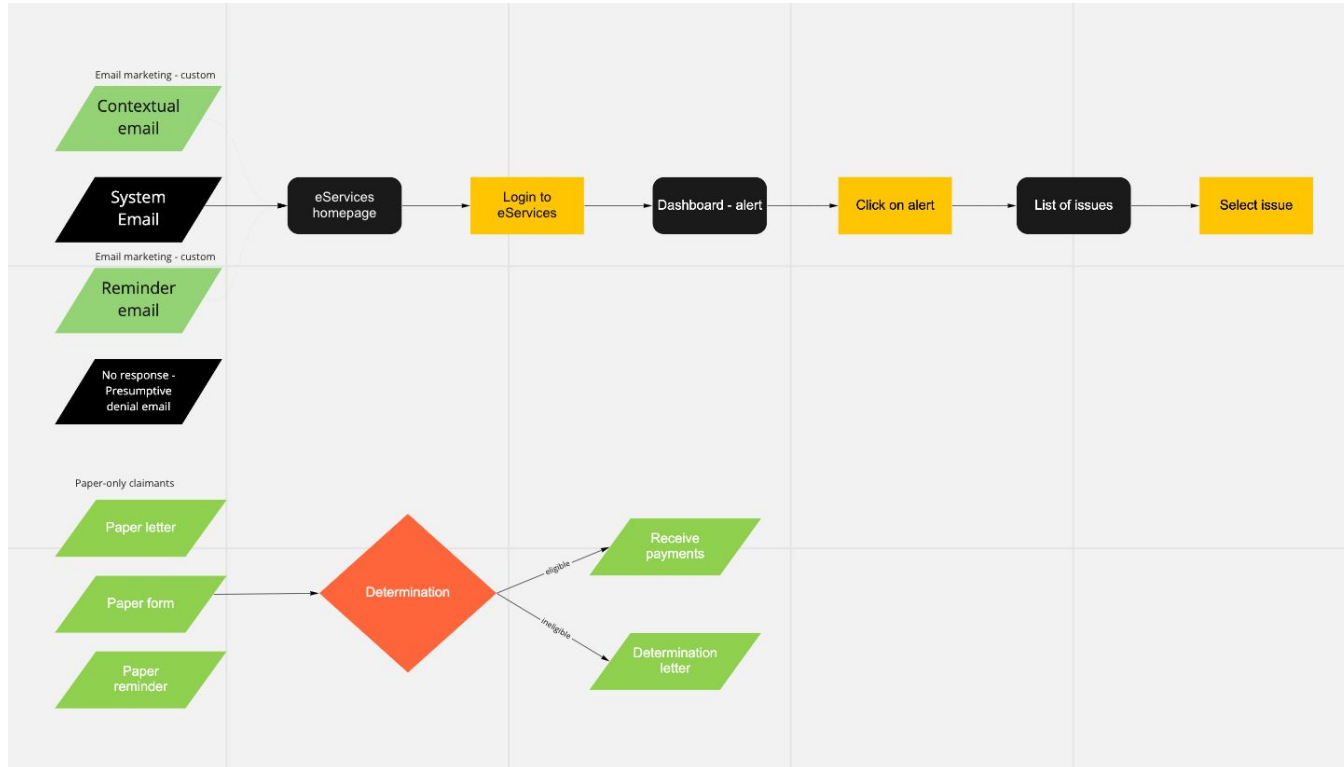 Email marketing - custom
Contextual
email
System
Email
eServices
homepage
Login to
eServices
Dashboard - alert
Click on alert
List of issues
Select issue
Email marketing - custom
Reminder
email
No response -
Presumptive
denial email
Paper-only claimants
Paper letter
Paper form
Paper
reminder
Determination
eligible
Receive
payments
ineligible
Determination
letter